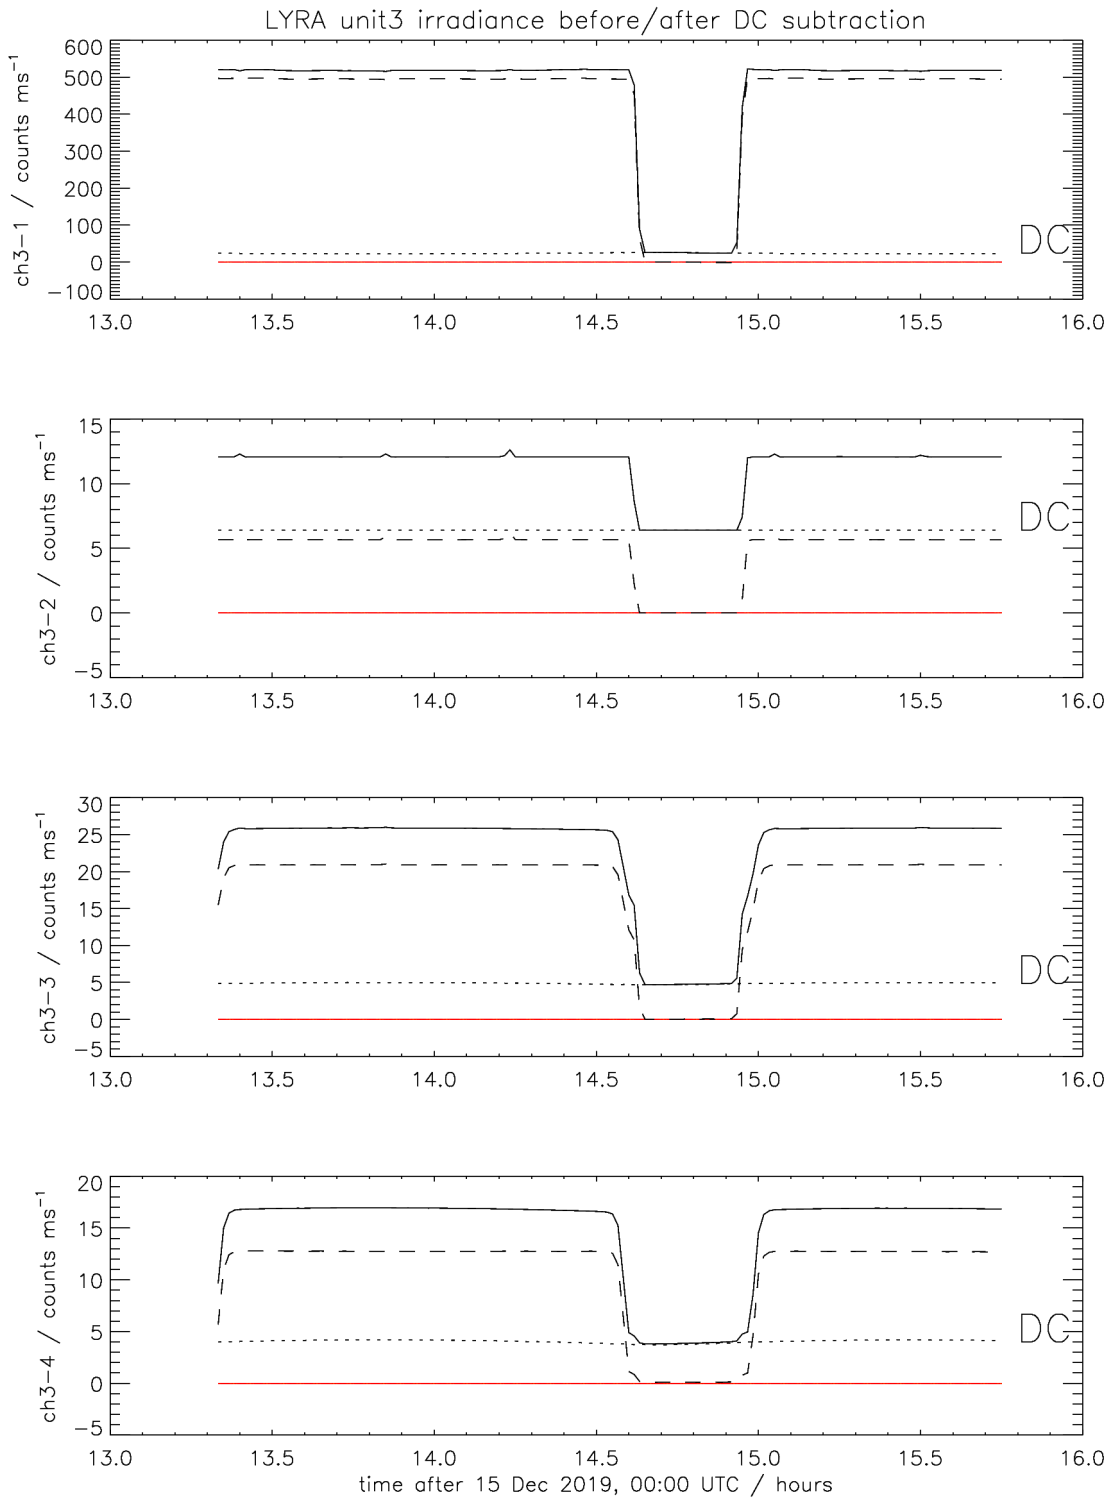 LYRA unit3 irradiance before/after DC subtraction
600
500
400
300
200
100
0
−100
ch3−1 / counts ms⁻¹
DC
13.0 13.5 14.0 14.5 15.0 15.5 16.0
15
10
5
0
−5
ch3−2 / counts ms⁻¹
DC
13.0 13.5 14.0 14.5 15.0 15.5 16.0
30
25
20
15
10
5
0
−5
ch3−3 / counts ms⁻¹
DC
13.0 13.5 14.0 14.5 15.0 15.5 16.0
20
15
10
5
0
−5
ch3−4 / counts ms⁻¹
DC
13.0 13.5 14.0 14.5 15.0 15.5 16.0
time after 15 Dec 2019, 00:00 UTC / hours